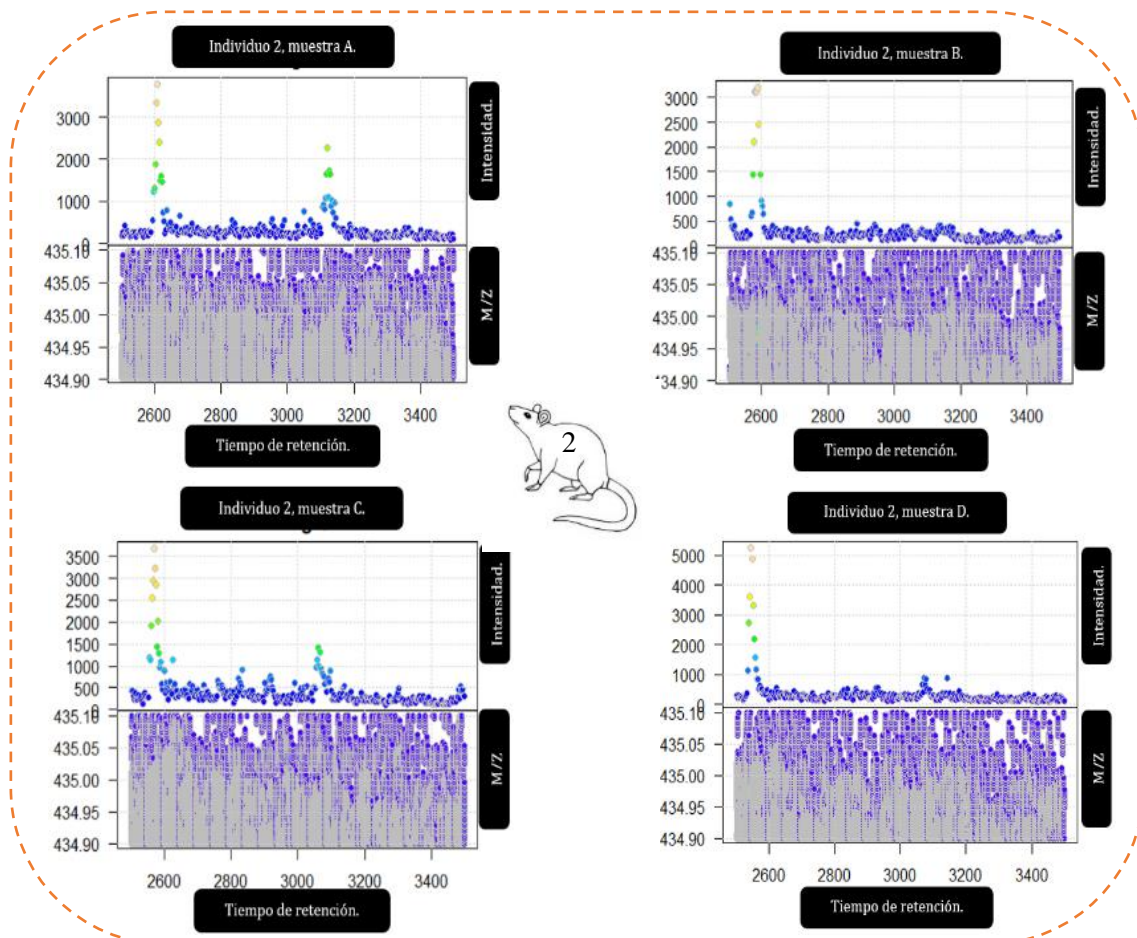 Individuo 2, muestra A.
3000
2000
1000
0
Intensidad.
435.10
435.05
435.00
434.95
434.90
M/Z
2600 2800 3000 3200 3400
Tiempo de retención.
Individuo 2, muestra B.
3000
2500
2000
1500
1000
500
0
Intensidad.
435.10
435.05
435.00
434.95
434.90
M/Z
2600 2800 3000 3200 3400
Tiempo de retención.
2
Individuo 2, muestra C.
3500
3000
2500
2000
1500
1000
500
0
Intensidad.
435.10
435.05
435.00
434.95
434.90
M/Z
2600 2800 3000 3200 3400
Tiempo de retención.
Individuo 2, muestra D.
5000
4000
3000
2000
1000
0
Intensidad.
435.10
435.05
435.00
434.95
434.90
M/Z
2600 2800 3000 3200 3400
Tiempo de retención.